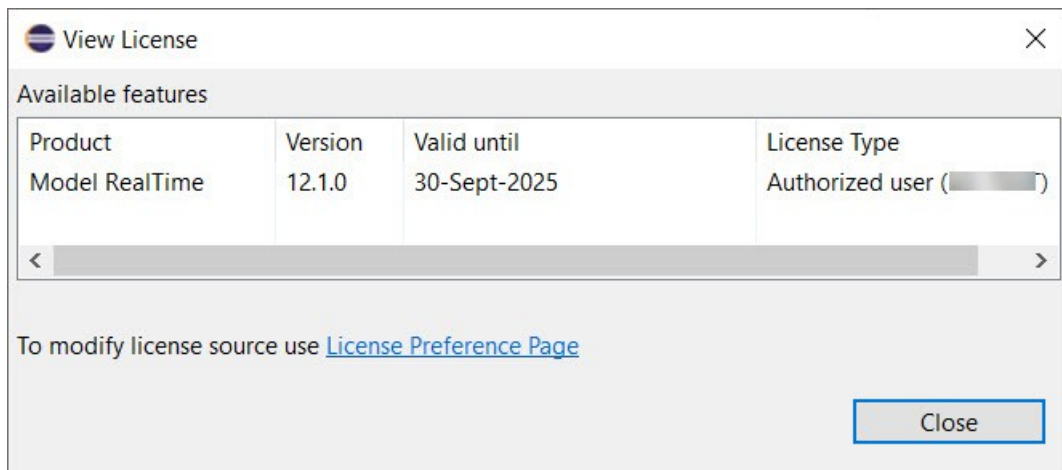 View License
Available features
Product Version Valid until License Type
Model RealTime 12.1.0 30-Sept-2025 Authorized user ( )
To modify license source use License Preference Page
Close